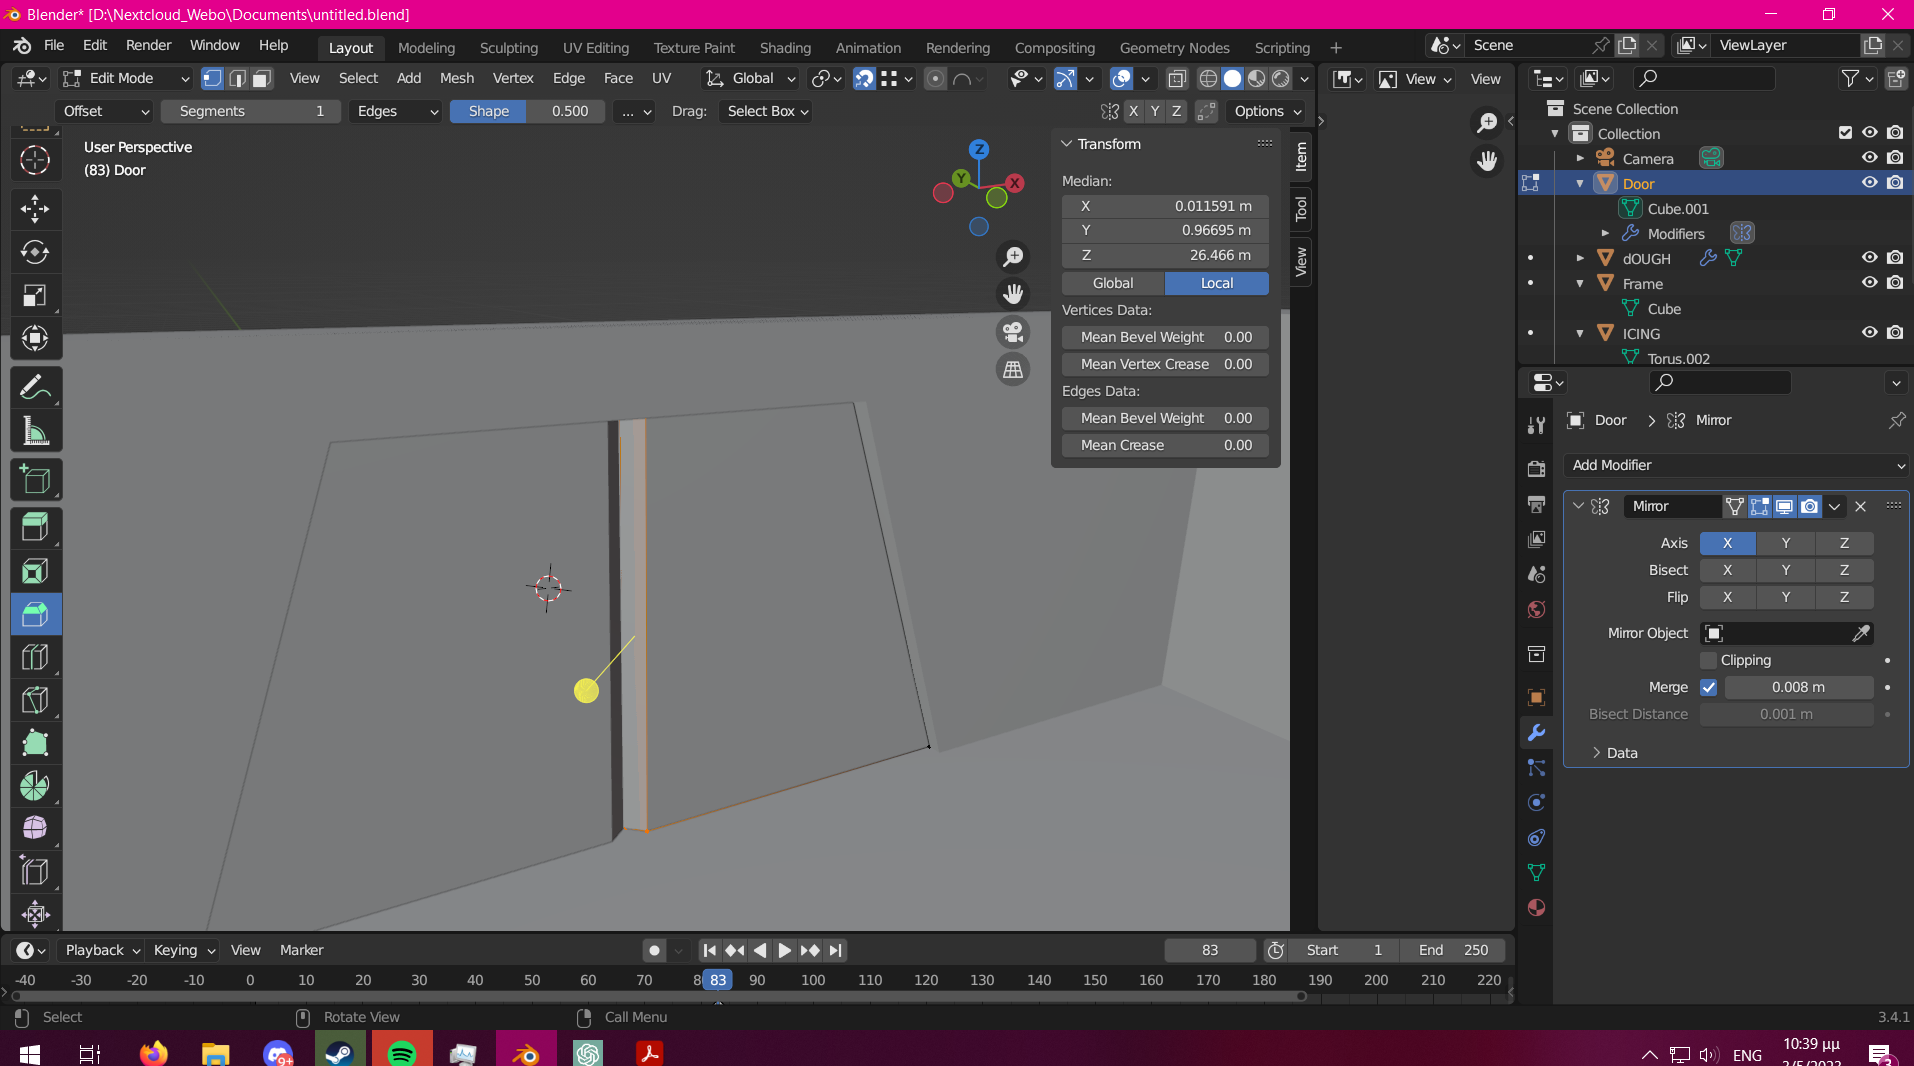 Blender* [D:\Nextcloud_Webo\Documents\untitled.blend]
File Edit Render Window Help
Layout Modeling Sculpting UV Editing Texture Paint Shading Animation Rendering Compositing Geometry Nodes Scripting +
Scene
ViewLayer
Edit Mode View Select Add Mesh Vertex Edge Face UV Global
View View
Offset Segments 1 Edges Shape 0.500 ... Drag: Select Box
X Y Z Options
User Perspective
(83) Door
Z
Y
X
Transform
Median:
X 0.011591 m
Y 0.96695 m
Z 26.466 m
Global Local
Vertices Data:
Mean Bevel Weight 0.00
Mean Vertex Crease 0.00
Edges Data:
Mean Bevel Weight 0.00
Mean Crease 0.00
Item
Tool
View
Scene Collection
Collection
Camera
Door
Cube.001
Modifiers
dOUGH
Frame
Cube
ICING
Torus.002
Door > Mirror
Add Modifier
Mirror
Axis X Y Z
Bisect X Y Z
Flip X Y Z
Mirror Object
Clipping
Merge 0.008 m
Bisect Distance 0.001 m
Data
Playback Keying View Marker
83 Start 1 End 250
-40 -30 -20 -10 0 10 20 30 40 50 60 70 8 83 90 100 110 120 130 140 150 160 170 180 190 200 210 220
Select Rotate View Call Menu 3.4.1
9+
ENG
10:39 μμ
3